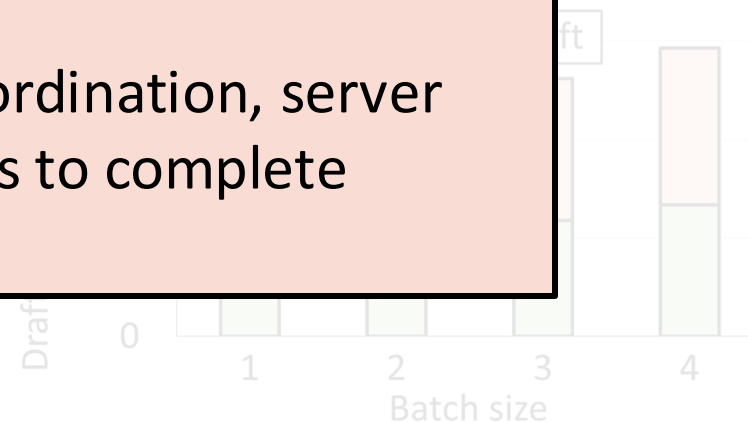 ft
ordination, server
s to complete
Draf
0
1 2 3 4
Batch size